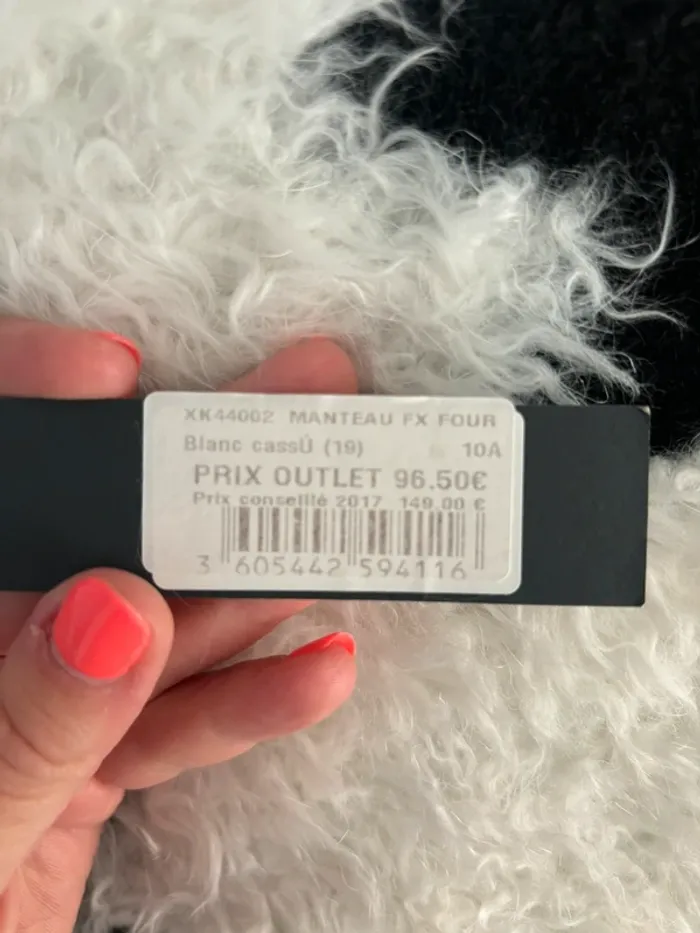 XK44002 MANTEAU FX FOUR
Blanc cassÚ (19) 10A
PRIX OUTLET 96.50€
Prix conseillé 2017 149.00 €
3 605442 594116